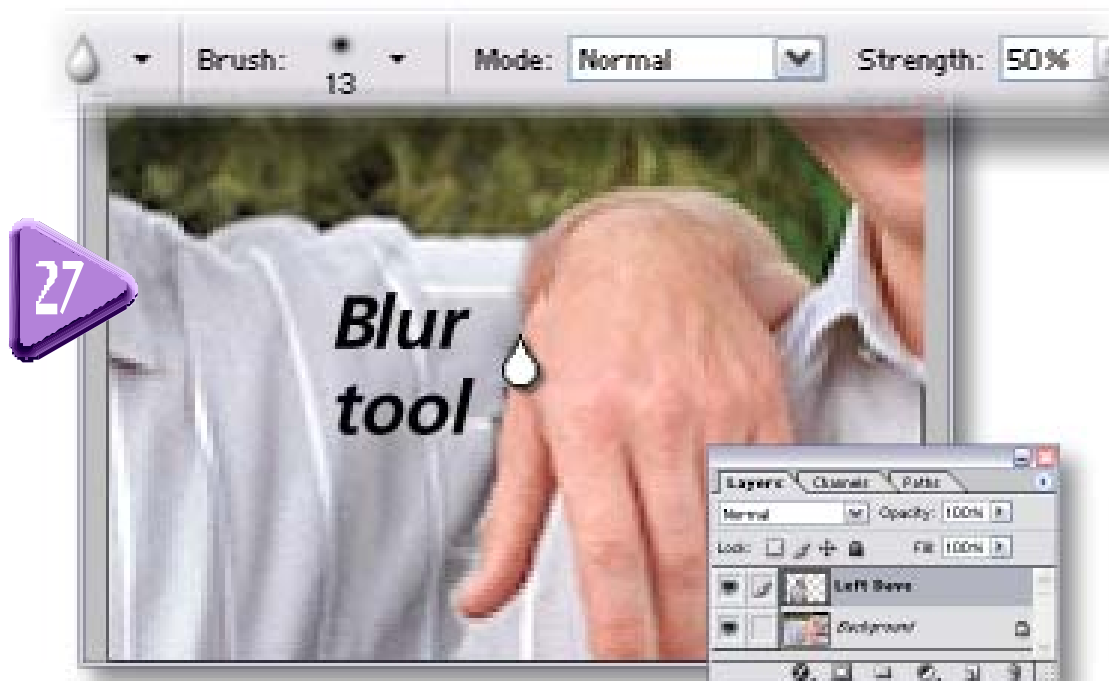 Brush:
13
Mode: Normal
Strength: 50%
27
Blur
tool
Layers Channels Paths
Normal
Opacity: 100%
Lock:
Fill: 100%
Left Dave
Background